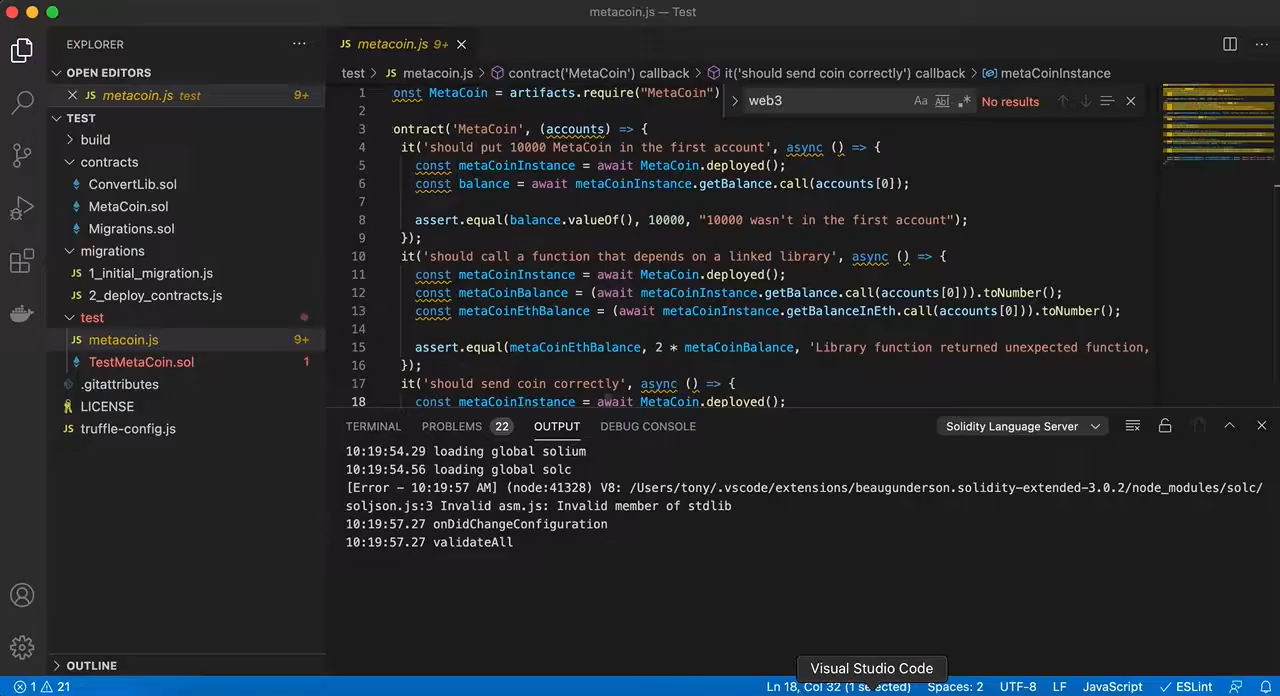 metacoin.js — Test
EXPLORER
OPEN EDITORS
JS metacoin.js test 9+
TEST
build
contracts
ConvertLib.sol
MetaCoin.sol
Migrations.sol
migrations
JS 1_initial_migration.js
JS 2_deploy_contracts.js
test
JS metacoin.js 9+
TestMetaCoin.sol 1
.gitattributes
LICENSE
JS truffle-config.js
OUTLINE
JS metacoin.js 9+
test > JS metacoin.js > contract('MetaCoin') callback > it('should send coin correctly') callback > metaCoinInstance
web3 Aa Ab .* No results
1 onst MetaCoin = artifacts.require("MetaCoin")
2
3 ontract('MetaCoin', (accounts) => {
4 it('should put 10000 MetaCoin in the first account', async () => {
5 const metaCoinInstance = await MetaCoin.deployed();
6 const balance = await metaCoinInstance.getBalance.call(accounts[0]);
7
8 assert.equal(balance.valueOf(), 10000, "10000 wasn't in the first account");
9 });
10 it('should call a function that depends on a linked library', async () => {
11 const metaCoinInstance = await MetaCoin.deployed();
12 const metaCoinBalance = (await metaCoinInstance.getBalance.call(accounts[0])).toNumber();
13 const metaCoinEthBalance = (await metaCoinInstance.getBalanceInEth.call(accounts[0])).toNumber();
14
15 assert.equal(metaCoinEthBalance, 2 * metaCoinBalance, 'Library function returned unexpected function,
16 });
17 it('should send coin correctly', async () => {
18 const metaCoinInstance = await MetaCoin.deployed();
TERMINAL PROBLEMS 22 OUTPUT DEBUG CONSOLE Solidity Language Server
10:19:54.29 loading global solium
10:19:54.56 loading global solc
[Error - 10:19:57 AM] (node:41328) V8: /Users/tony/.vscode/extensions/beaugunderson.solidity-extended-3.0.2/node_modules/solc/
soljson.js:3 Invalid asm.js: Invalid member of stdlib
10:19:57.27 onDidChangeConfiguration
10:19:57.27 validateAll
Visual Studio Code
1 21 Ln 18, Col 32 (1 selected) Spaces: 2 UTF-8 LF JavaScript ESLint